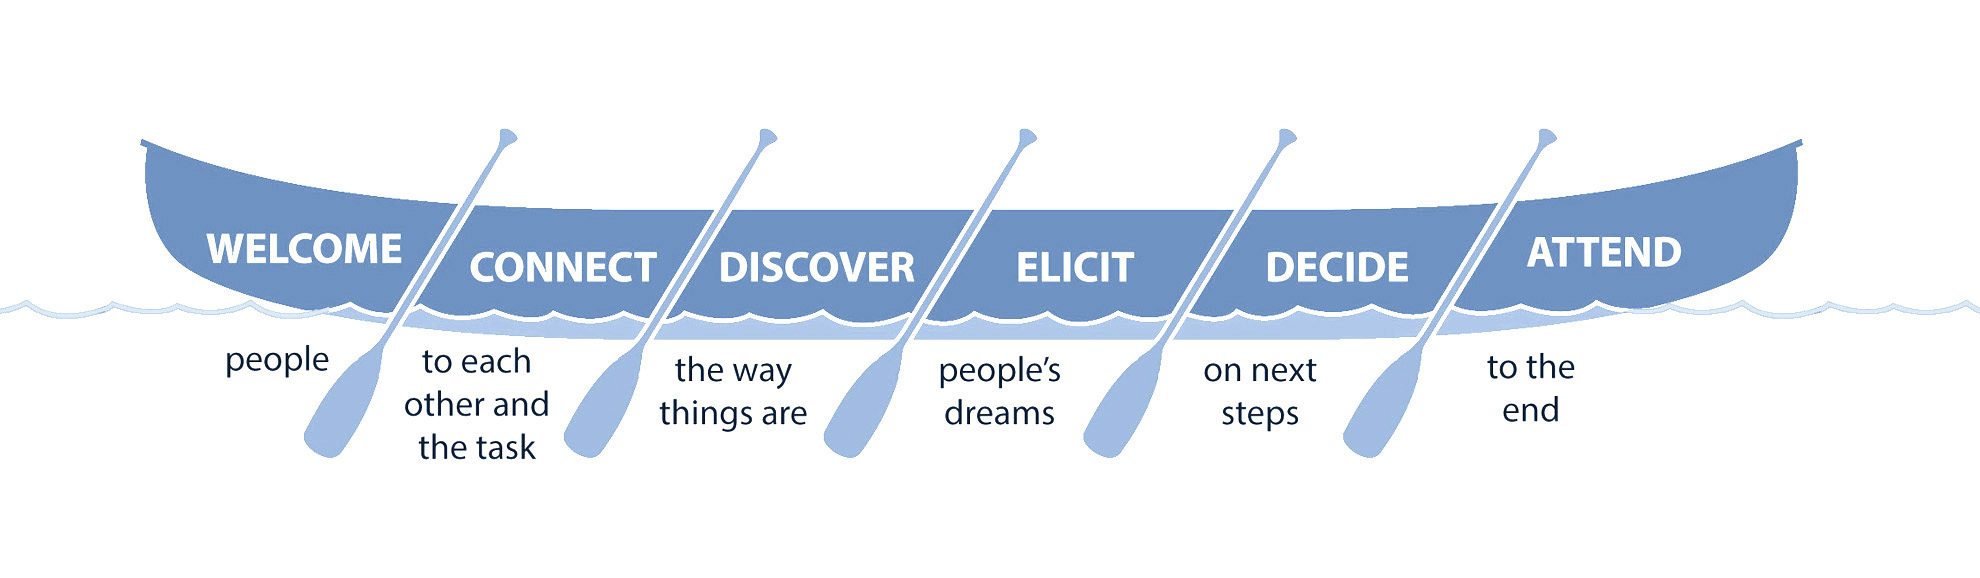 WELCOME
people
CONNECT
to each
other and
the task
DISCOVER
the way
things are
ELICIT
people’s
dreams
DECIDE
on next
steps
ATTEND
to the
end